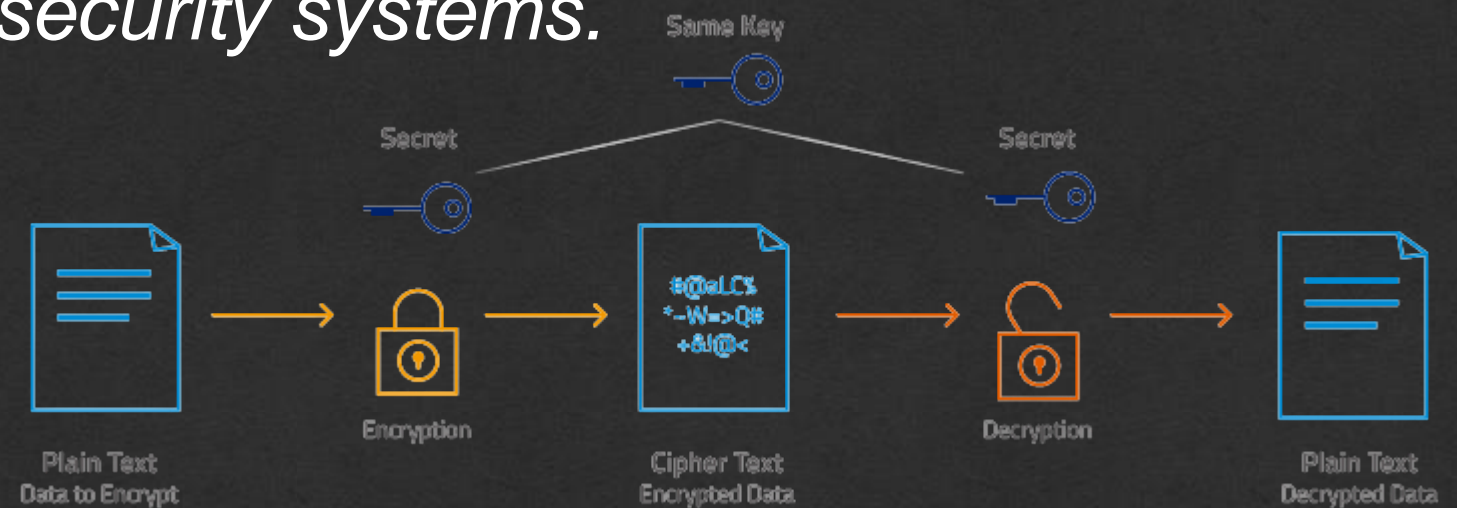 security systems.
Same Key
Secret
Secret
#@aLC%
*~W=>Q#
+&!@<
Encryption
Decryption
Plain Text
Data to Encrypt
Cipher Text
Encrypted Data
Plain Text
Decrypted Data